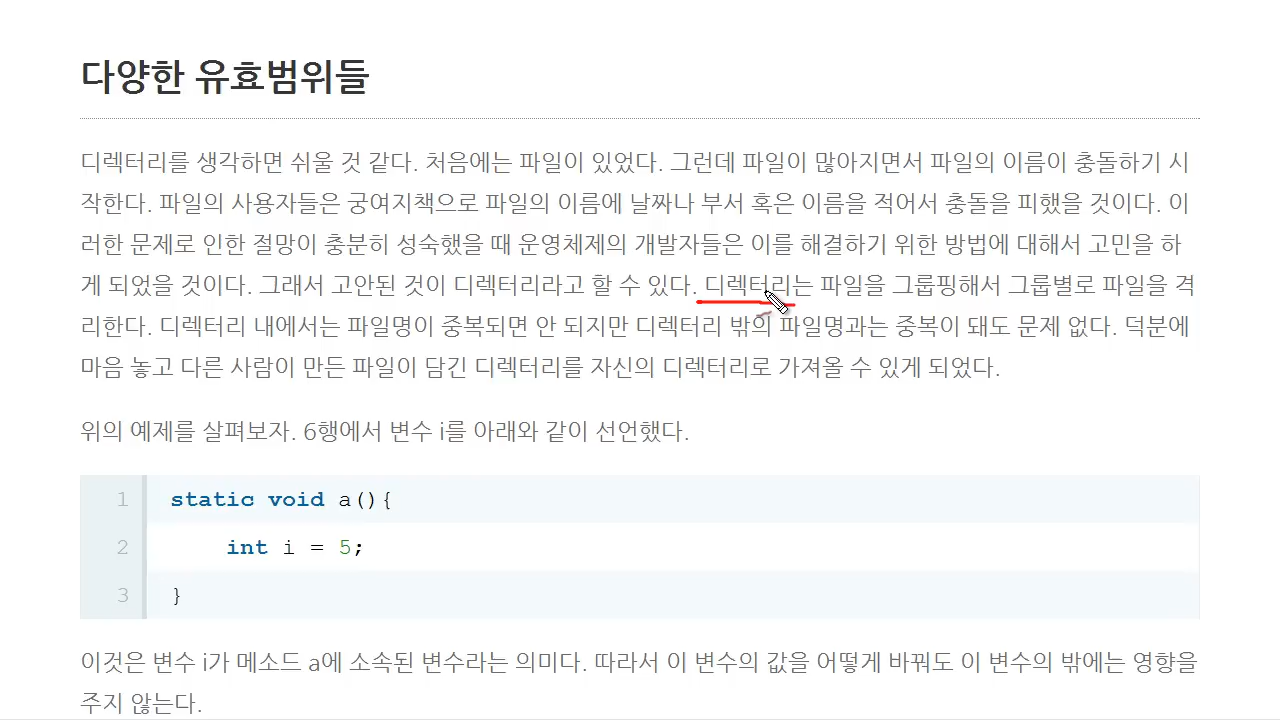 다양한 유효범위들
디렉터리를 생각하면 쉬울 것 같다. 처음에는 파일이 있었다. 그런데 파일이 많아지면서 파일의 이름이 충돌하기 시
작한다. 파일의 사용자들은 궁여지책으로 파일의 이름에 날짜나 부서 혹은 이름을 적어서 충돌을 피했을 것이다. 이
러한 문제로 인한 절망이 충분히 성숙했을 때 운영체제의 개발자들은 이를 해결하기 위한 방법에 대해서 고민을 하
게 되었을 것이다. 그래서 고안된 것이 디렉터리라고 할 수 있다. 디렉터리는 파일을 그룹핑해서 그룹별로 파일을 격
리한다. 디렉터리 내에서는 파일명이 중복되면 안 되지만 디렉터리 밖의 파일명과는 중복이 돼도 문제 없다. 덕분에
마음 놓고 다른 사람이 만든 파일이 담긴 디렉터리를 자신의 디렉터리로 가져올 수 있게 되었다.
위의 예제를 살펴보자. 6행에서 변수 i를 아래와 같이 선언했다.
1 static void a(){
2 int i = 5;
3 }
이것은 변수 i가 메소드 a에 소속된 변수라는 의미다. 따라서 이 변수의 값을 어떻게 바꿔도 이 변수의 밖에는 영향을
주지 않는다.